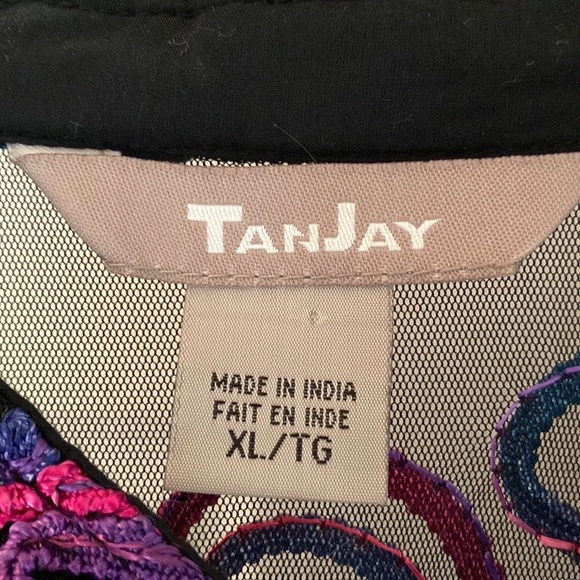 TANJAY
MADE IN INDIA
FAIT EN INDE
XL/TG